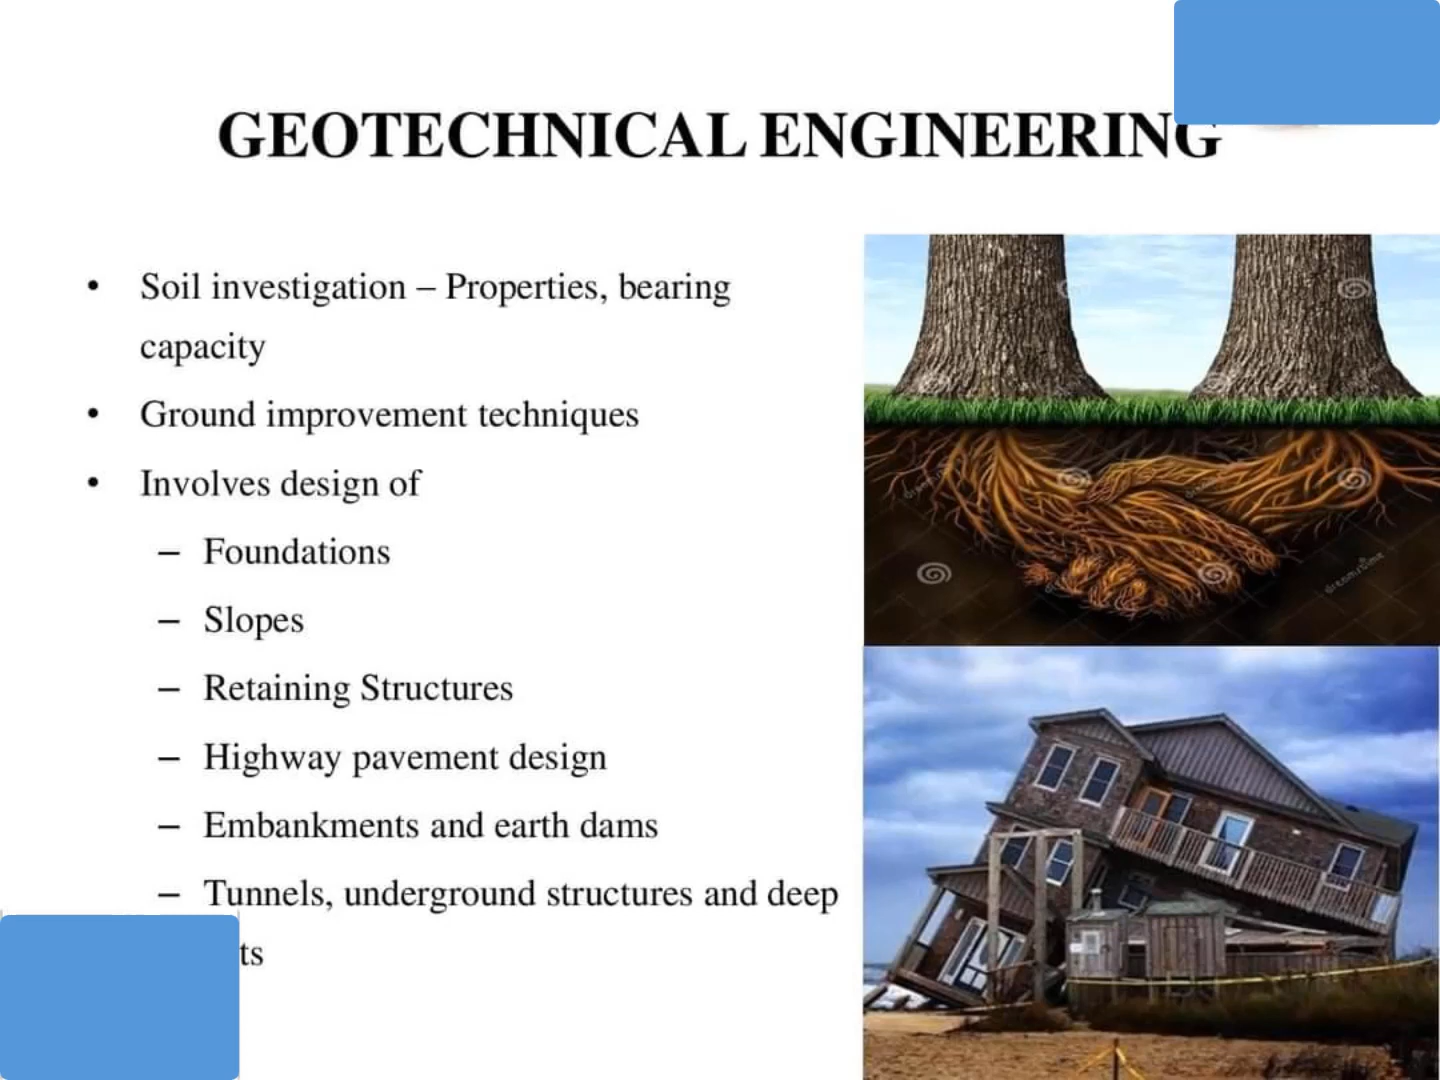 GEOTECHNICAL ENGINEERING
• Soil investigation – Properties, bearing
capacity
• Ground improvement techniques
• Involves design of
– Foundations
– Slopes
– Retaining Structures
– Highway pavement design
– Embankments and earth dams
– Tunnels, underground structures and deep
dreamstime